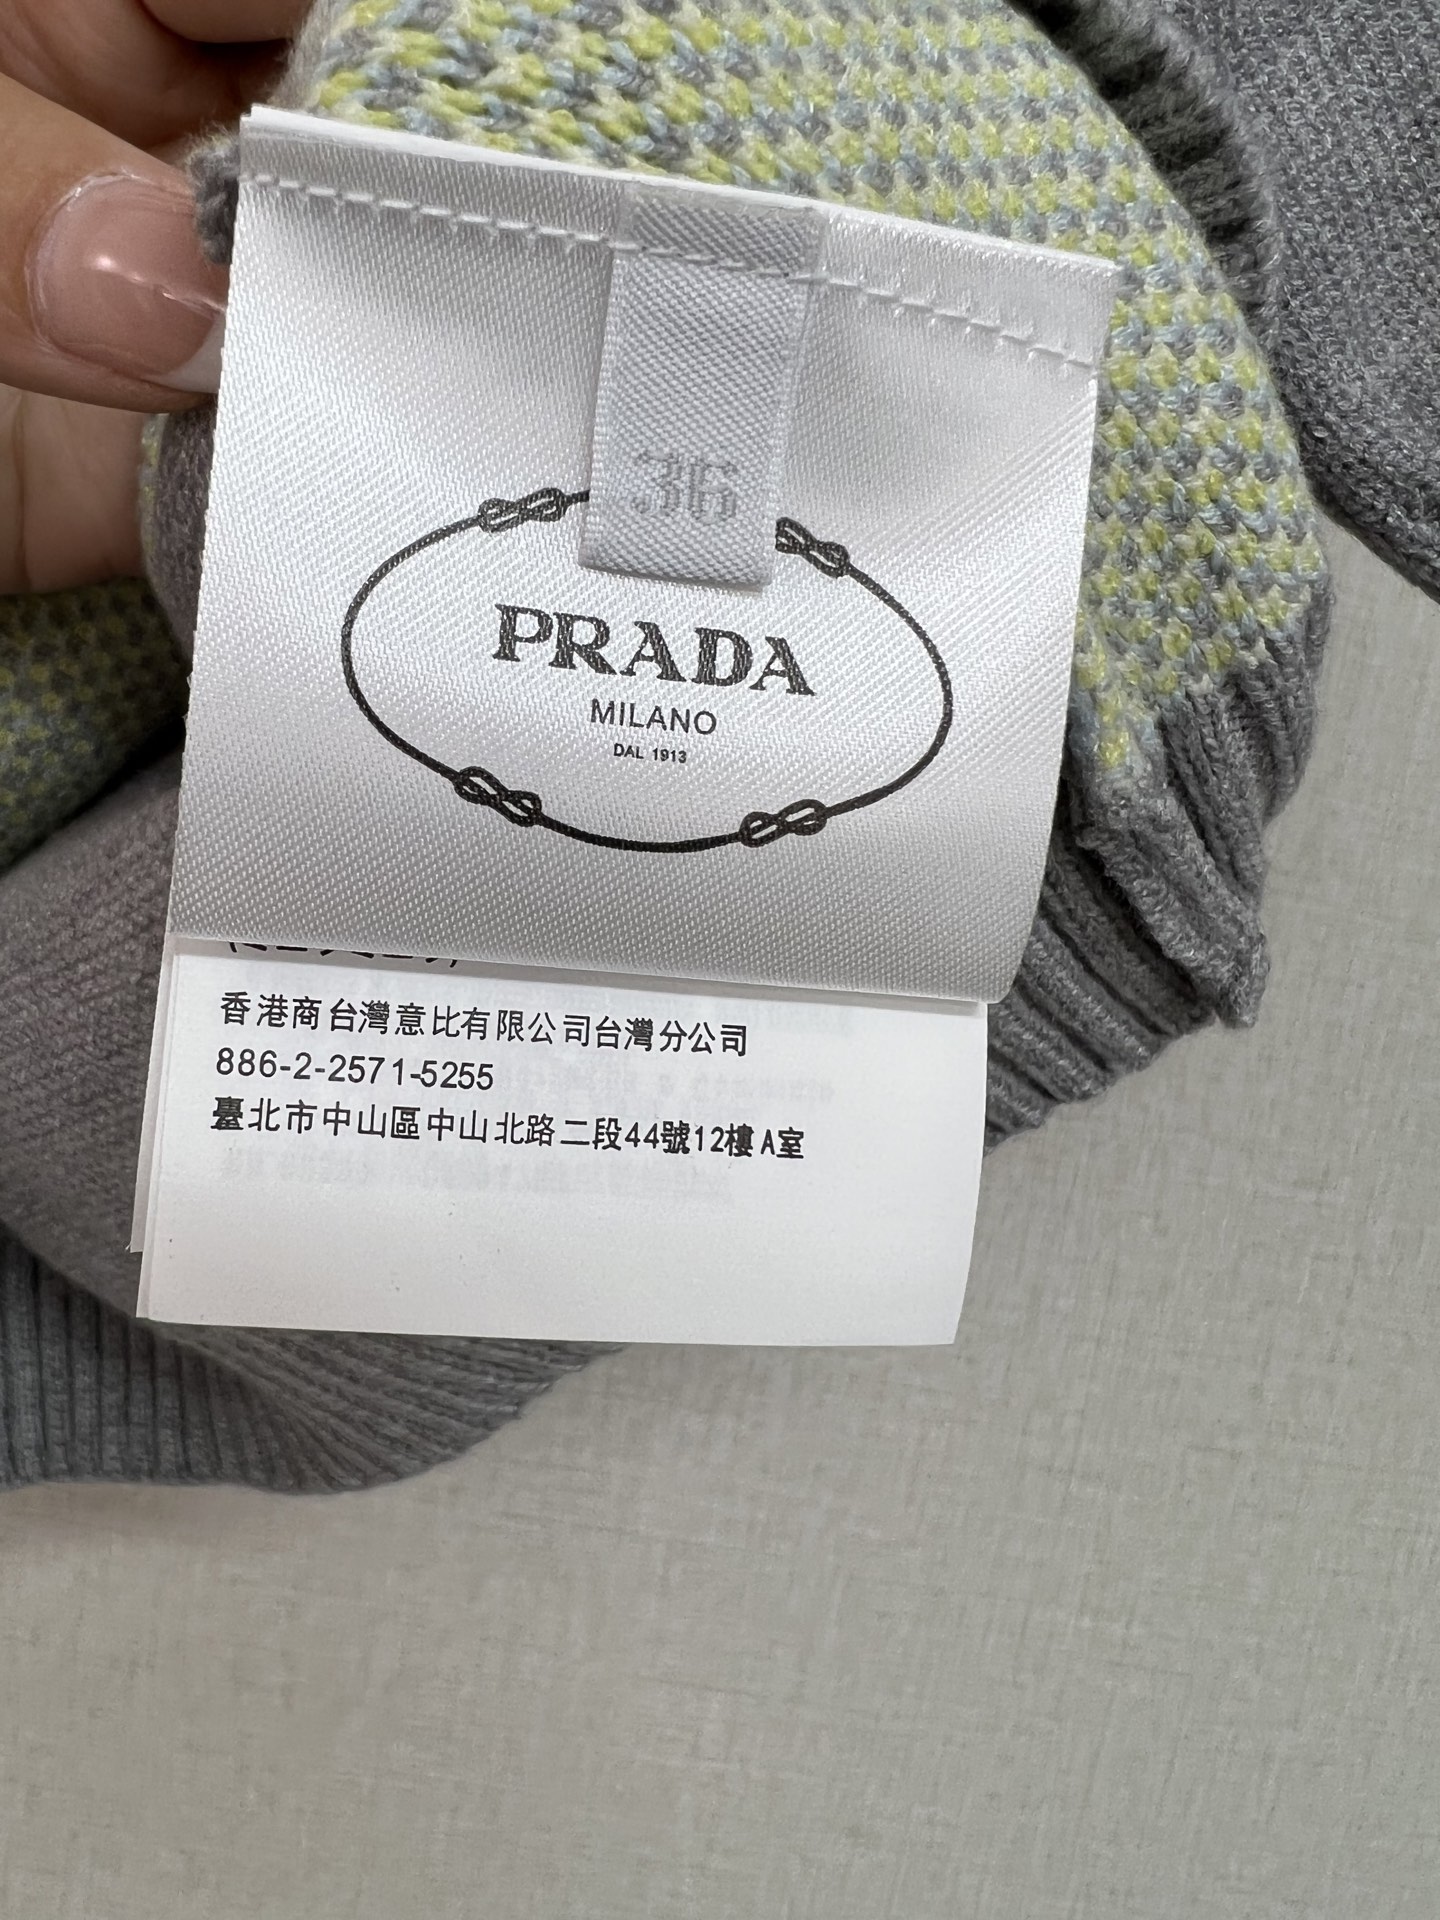 36
PRADA
MILANO
DAL 1913
香港商台灣意比有限公司台灣分公司
886-2-2571-5255
臺北市中山區中山北路二段44號12樓A室